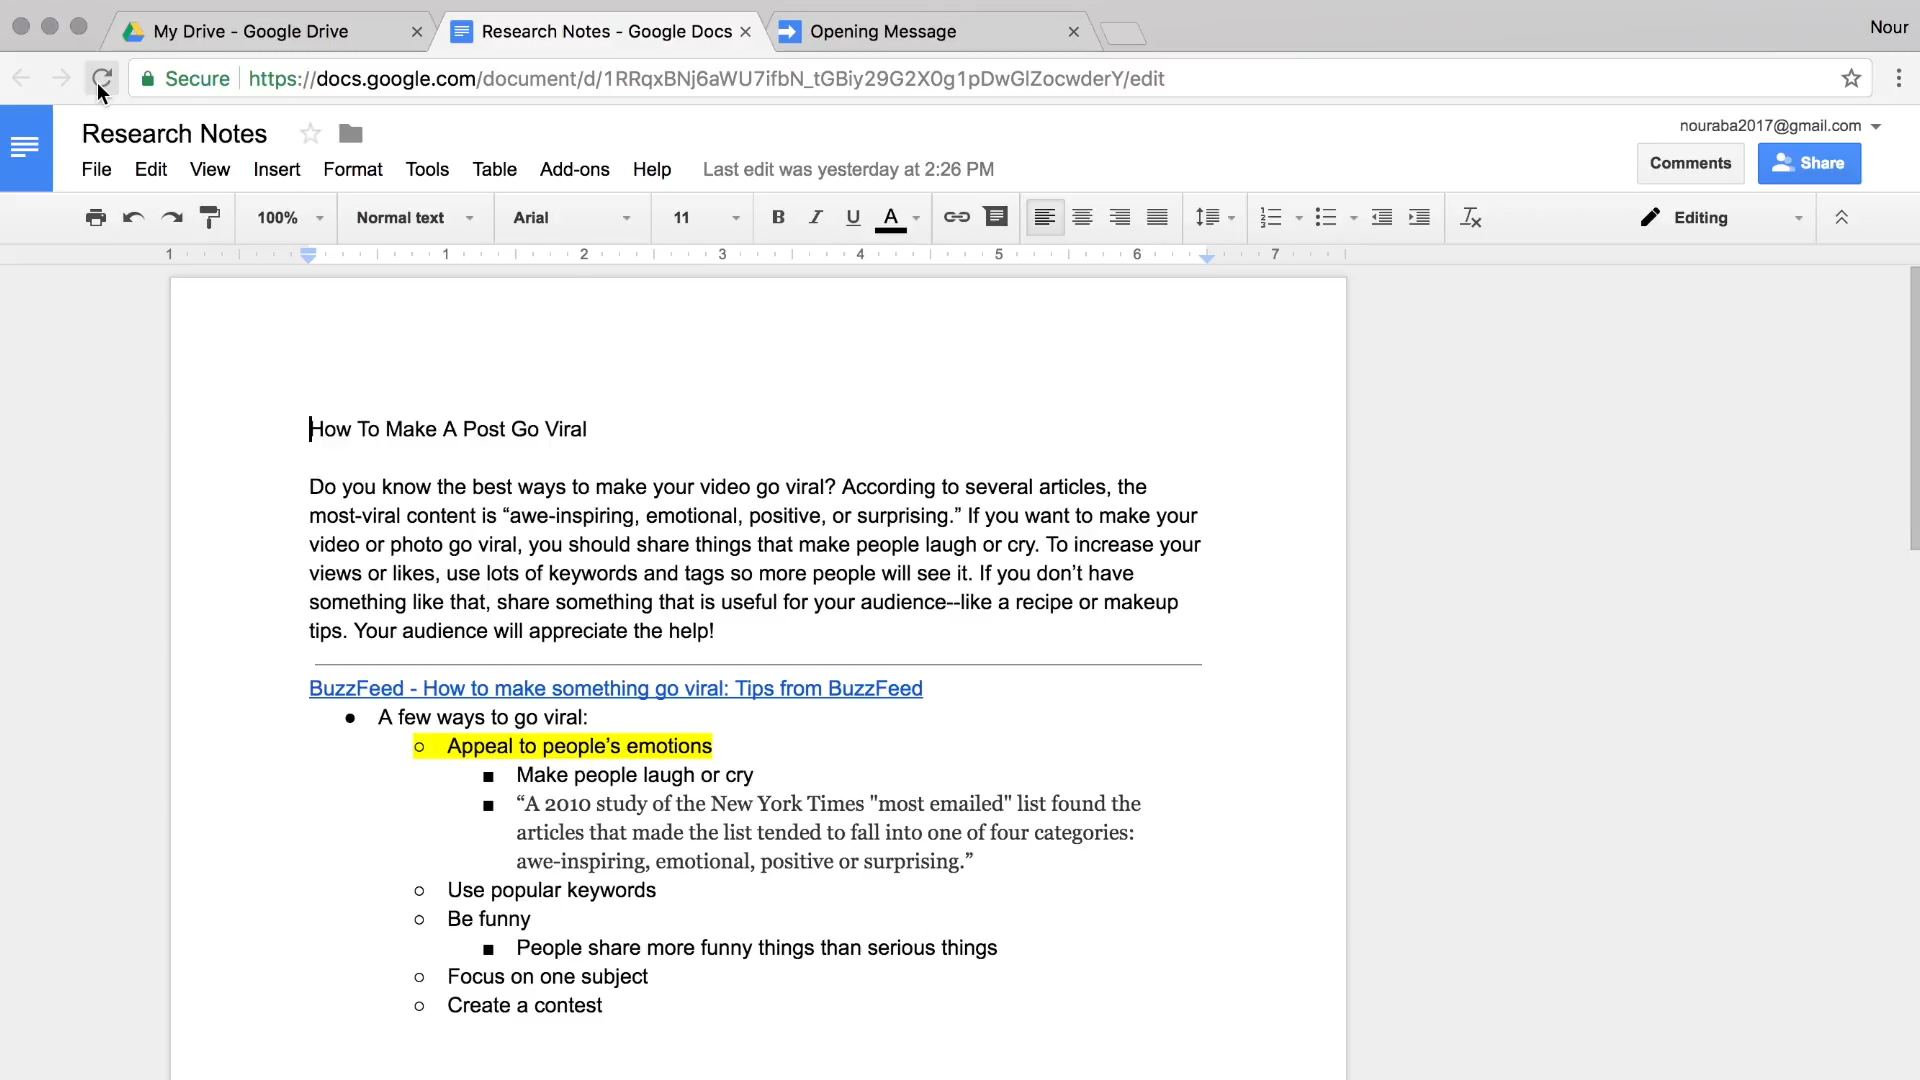 My Drive - Google Drive
Research Notes - Google Docs
Opening Message
Nour
Secure https://docs.google.com/document/d/1RRqxBNj6aWU7ifbN_tGBiy29G2X0g1pDwGlZocwderY/edit
Research Notes
nouraba2017@gmail.com
File Edit View Insert Format Tools Table Add-ons Help Last edit was yesterday at 2:26 PM
Comments Share
100% Normal text Arial 11 B I U A Editing
1 1 2 3 4 5 6 7
How To Make A Post Go Viral
Do you know the best ways to make your video go viral? According to several articles, the
most-viral content is “awe-inspiring, emotional, positive, or surprising.” If you want to make your
video or photo go viral, you should share things that make people laugh or cry. To increase your
views or likes, use lots of keywords and tags so more people will see it. If you don’t have
something like that, share something that is useful for your audience--like a recipe or makeup
tips. Your audience will appreciate the help!
BuzzFeed - How to make something go viral: Tips from BuzzFeed
● A few ways to go viral:
○ Appeal to people’s emotions
■ Make people laugh or cry
■ “A 2010 study of the New York Times "most emailed" list found the
articles that made the list tended to fall into one of four categories:
awe-inspiring, emotional, positive or surprising.”
○ Use popular keywords
○ Be funny
■ People share more funny things than serious things
○ Focus on one subject
○ Create a contest